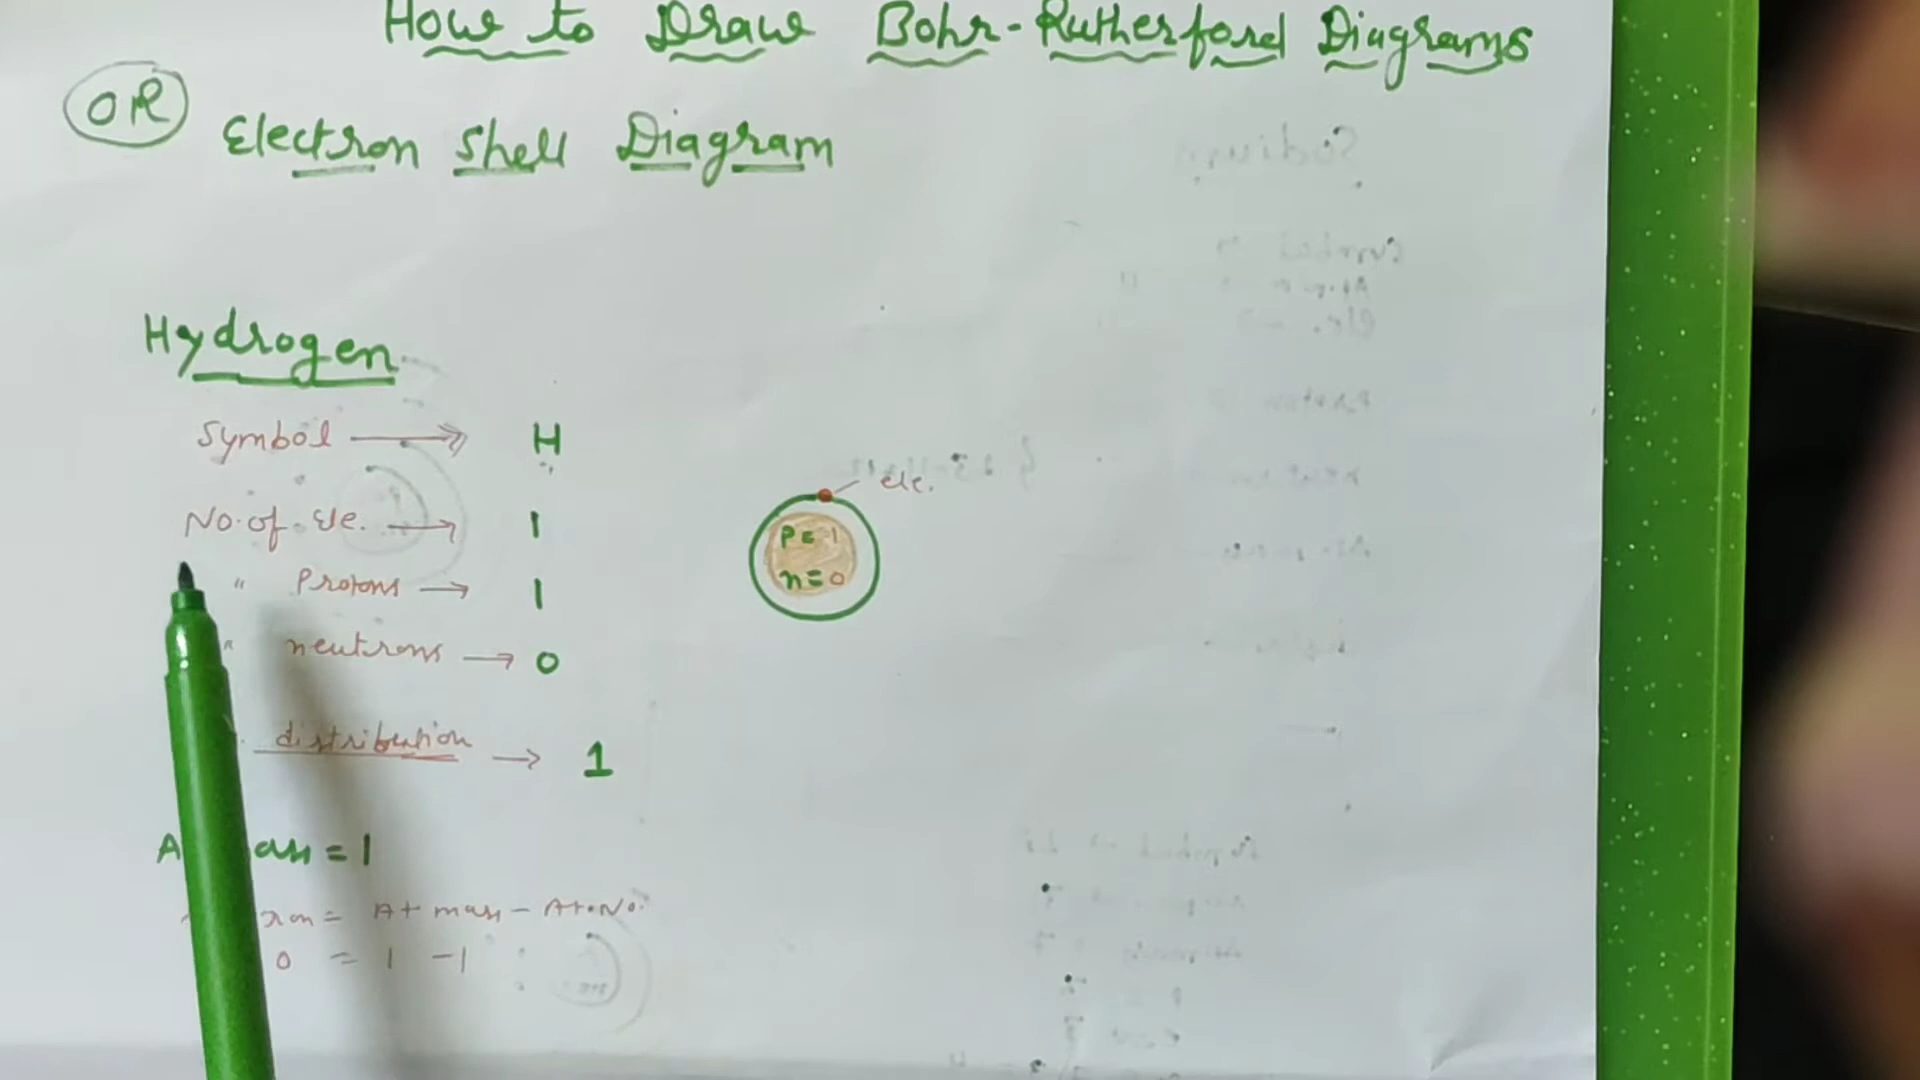 How to Draw Bohr-Rutherford Diagrams
OR
Electron Shell Diagram
Hydrogen
Symbol → H
No. of ele. → 1
" Protons → 1
" neutrons → 0
distribution → 1
ele.
P = 1
n = 0
= 1
= At mass - At. No.
0 = 1 - 1